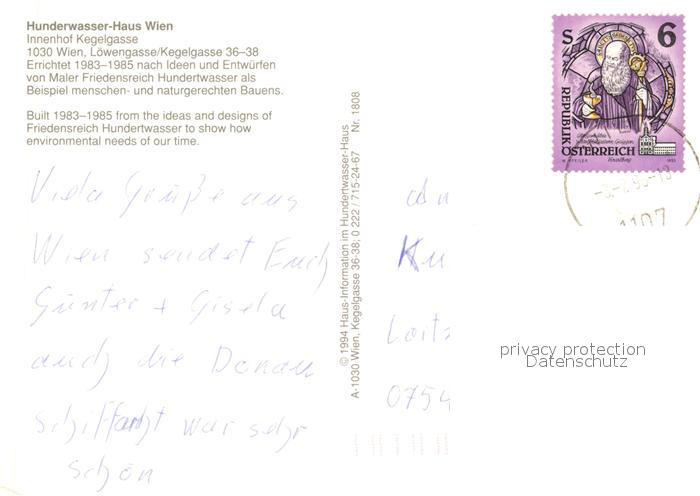 Hunderwasser-Haus Wien
Innenhof Kegelgasse
1030 Wien, Löwengasse/Kegelgasse 36–38
Errichtet 1983–1985 nach Ideen und Entwürfen
von Maler Friedensreich Hundertwasser als
Beispiel menschen- und naturgerechten Bauens.
Built 1983–1985 from the ideas and designs of
Friedensreich Hundertwasser to show how
environmental needs of our time.
Viele Grüße aus
Wien sendet Euch
Günter + Gisela
auch die Donau
schiffahrt war sehr
schön
© 1994 Haus-Information im Hundertwasser-Haus
A-1030 Wien, Kegelgasse 36-38; 0 222 / 715-24-67 Nr. 1808
S 6
REPUBLIK
ÖSTERREICH
1107
An
Loitz
0754
privacy protection
Datenschutz